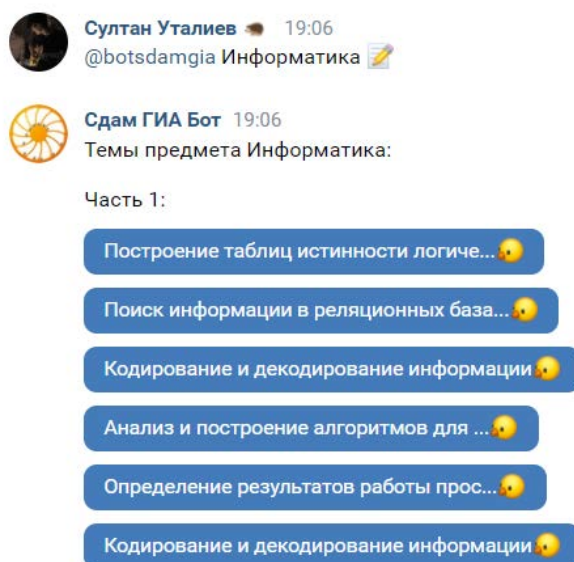 Султан Уталиев 19:06
@botsdamgia Информатика
Сдам ГИА Бот 19:06
Темы предмета Информатика:
Часть 1:
Построение таблиц истинности логиче...
Поиск информации в реляционных база...
Кодирование и декодирование информации
Анализ и построение алгоритмов для ...
Определение результатов работы прос...
Кодирование и декодирование информации